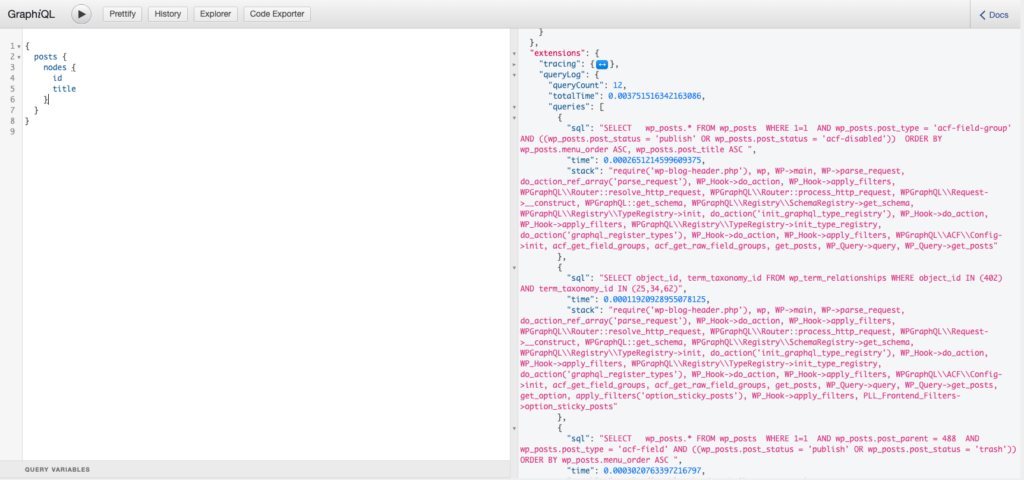 GraphiQL
Prettify
History
Explorer
Code Exporter
Docs
1 {
2 posts {
3 nodes {
4 id
5 title
6 }
7 }
8 }
9
QUERY VARIABLES
}
},
"extensions": {
"tracing": {↔},
"queryLog": {
"queryCount": 12,
"totalTime": 0.003751516342163086,
"queries": [
{
"sql": "SELECT   wp_posts.* FROM wp_posts  WHERE 1=1  AND wp_posts.post_type = 'acf-field-group'
AND ((wp_posts.post_status = 'publish' OR wp_posts.post_status = 'acf-disabled'))  ORDER BY
wp_posts.menu_order ASC, wp_posts.post_title ASC ",
"time": 0.0002651214599609375,
"stack": "require('wp-blog-header.php'), wp, WP->main, WP->parse_request,
do_action_ref_array('parse_request'), WP_Hook->do_action, WP_Hook->apply_filters,
WPGraphQL\\Router::resolve_http_request, WPGraphQL\\Router::process_http_request, WPGraphQL\\Request-
>__construct, WPGraphQL::get_schema, WPGraphQL\\Registry\\SchemaRegistry->get_schema,
WPGraphQL\\Registry\\TypeRegistry->init, do_action('init_graphql_type_registry'), WP_Hook->do_action,
WP_Hook->apply_filters, WPGraphQL\\Registry\\TypeRegistry->init_type_registry,
do_action('graphql_register_types'), WP_Hook->do_action, WP_Hook->apply_filters, WPGraphQL\\ACF\\Config-
>init, acf_get_field_groups, acf_get_raw_field_groups, get_posts, WP_Query->query, WP_Query->get_posts"
},
{
"sql": "SELECT object_id, term_taxonomy_id FROM wp_term_relationships WHERE object_id IN (402)
AND term_taxonomy_id IN (25,34,62)",
"time": 0.00011920928955078125,
"stack": "require('wp-blog-header.php'), wp, WP->main, WP->parse_request,
do_action_ref_array('parse_request'), WP_Hook->do_action, WP_Hook->apply_filters,
WPGraphQL\\Router::resolve_http_request, WPGraphQL\\Router::process_http_request, WPGraphQL\\Request-
>__construct, WPGraphQL::get_schema, WPGraphQL\\Registry\\SchemaRegistry->get_schema,
WPGraphQL\\Registry\\TypeRegistry->init, do_action('init_graphql_type_registry'), WP_Hook->do_action,
WP_Hook->apply_filters, WPGraphQL\\Registry\\TypeRegistry->init_type_registry,
do_action('graphql_register_types'), WP_Hook->do_action, WP_Hook->apply_filters, WPGraphQL\\ACF\\Config-
>init, acf_get_field_groups, acf_get_raw_field_groups, get_posts, WP_Query->query, WP_Query->get_posts,
get_option, apply_filters('option_sticky_posts'), WP_Hook->apply_filters, PLL_Frontend_Filters-
>option_sticky_posts"
},
{
"sql": "SELECT   wp_posts.* FROM wp_posts  WHERE 1=1  AND wp_posts.post_parent = 488  AND
wp_posts.post_type = 'acf-field' AND ((wp_posts.post_status = 'publish' OR wp_posts.post_status = 'trash'))
ORDER BY wp_posts.menu_order ASC ",
"time": 0.0003020763397216797,